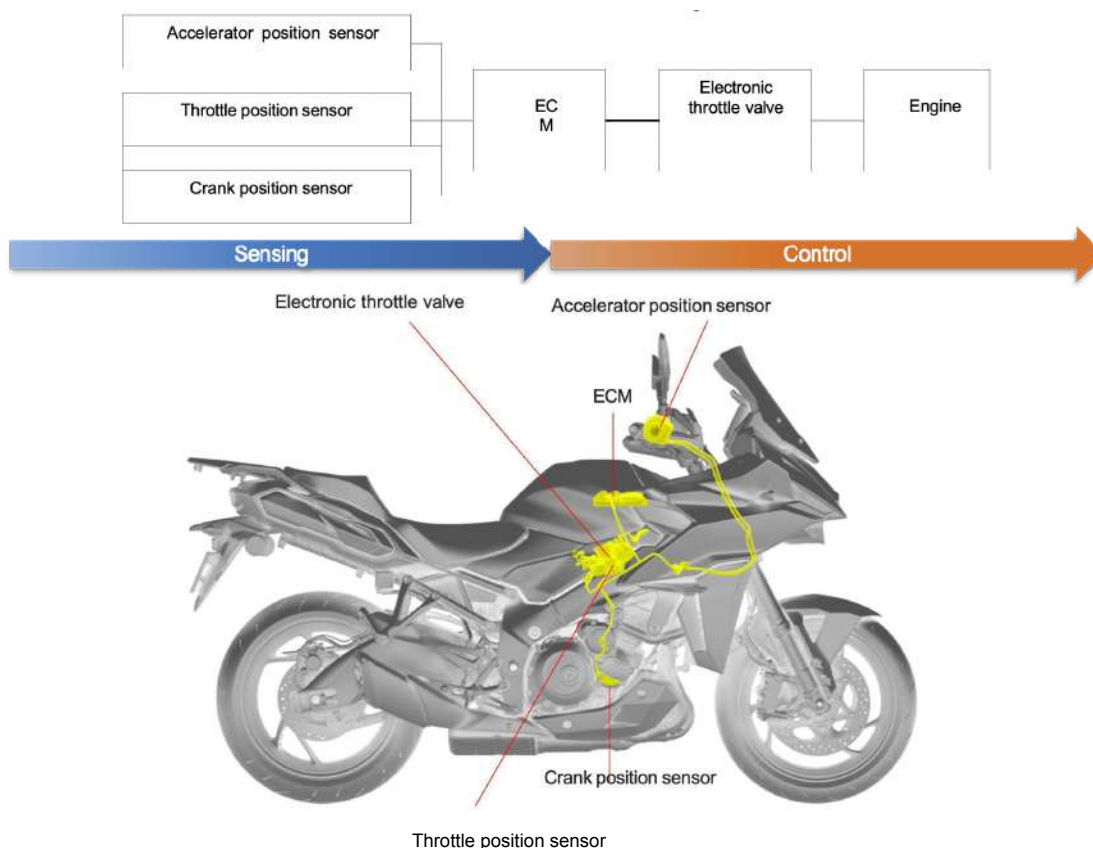 Accelerator position sensor
Throttle position sensor
Crank position sensor
EC
M
Electronic
throttle valve
Engine
Sensing
Control
Electronic throttle valve
Accelerator position sensor
ECM
Crank position sensor
Throttle position sensor